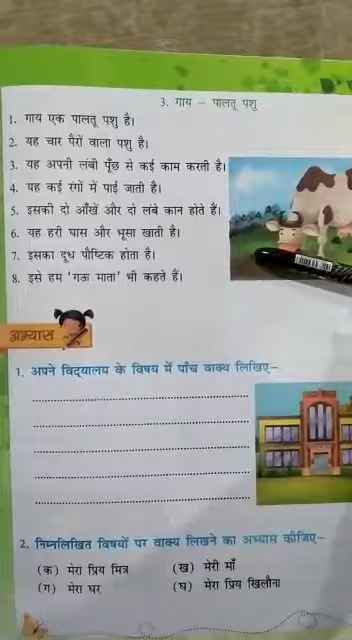 3. गाय – पालतू पशु
1. गाय एक पालतू पशु है।
2. यह चार पैरों वाला पशु है।
3. यह अपनी लंबी पूँछ से कई काम करती है।
4. यह कई रंगों में पाई जाती है।
5. इसकी दो आँखें और दो लंबे कान होते हैं।
6. यह हरी घास और भूसा खाती है।
7. इसका दूध पौष्टिक होता है।
8. इसे हम 'गऊ माता' भी कहते हैं।
अभ्यास
1. अपने विद्यालय के विषय में पाँच वाक्य लिखिए–
2. निम्नलिखित विषयों पर वाक्य लिखने का अभ्यास कीजिए–
(क) मेरा प्रिय मित्र (ख) मेरी माँ
(ग) मेरा घर (घ) मेरा प्रिय खिलौना